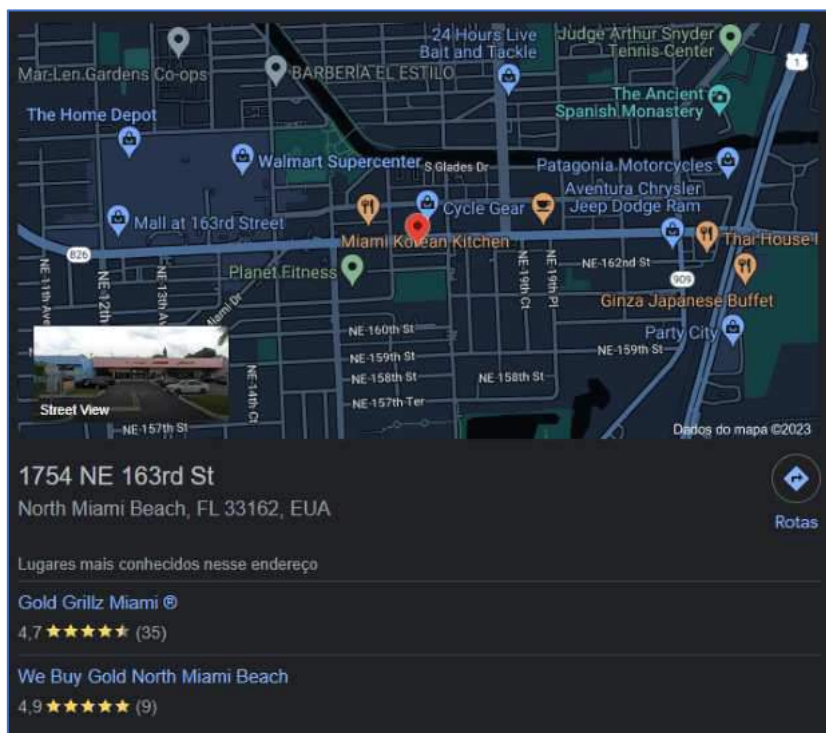 24 Hours Live
Bait and Tackle
Judge Arthur Snyder
Tennis Center
1
Mar-Len Gardens Co-ops
BARBERIA EL ESTILO
The Ancient
Spanish Monastery
The Home Depot
Walmart Supercenter
S Glades Dr
Patagonia Motorcycles
Aventura Chrysler
Jeep Dodge Ram
Mall at 163rd Street
Cycle Gear
Miami Korean Kitchen
Thai House I
826
NE 162nd St
Planet Fitness
909
NE 11th Ave
NE 12th
NE 13th Av
Miami Dr
NE 19th Ct
NE 19th Pl
Ginza Japanese Buffet
NE 160th St
Party City
NE 159th St
NE 159th St
NE 158th St
NE 158th St
NE 14th Ct
NE 157th Ter
Street View
NE 157th St
Dados do mapa ©2023
1754 NE 163rd St
North Miami Beach, FL 33162, EUA
Rotas
Lugares mais conhecidos nesse endereço
Gold Grillz Miami ®
4,7 ★★★★★ (35)
We Buy Gold North Miami Beach
4,9 ★★★★★ (9)